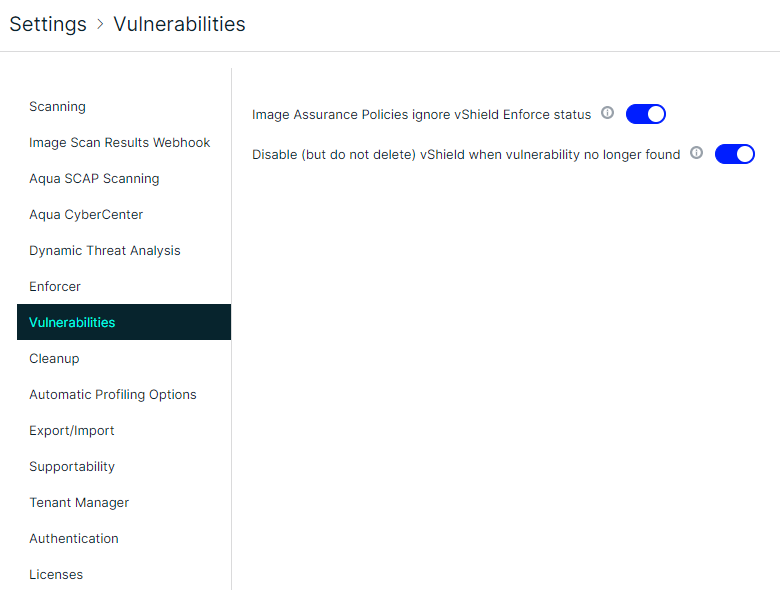 Settings > Vulnerabilities
Scanning
Image Scan Results Webhook
Aqua SCAP Scanning
Aqua CyberCenter
Dynamic Threat Analysis
Enforcer
Vulnerabilities
Cleanup
Automatic Profiling Options
Export/Import
Supportability
Tenant Manager
Authentication
Licenses
Image Assurance Policies ignore vShield Enforce status
Disable (but do not delete) vShield when vulnerability no longer found